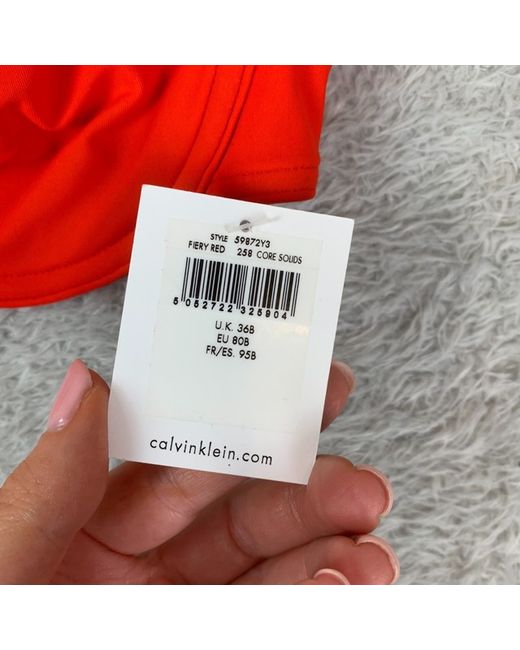 STYLE 59872Y3
FIERY RED 258 CORE SOLIDS
5 052722 325904
U.K. 36B
EU 80B
FR/ES. 95B
calvinklein.com